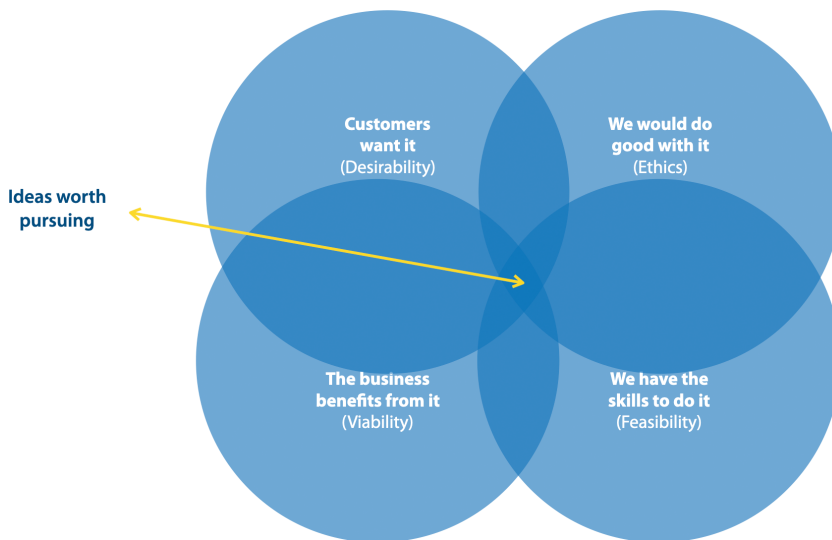 Customers
want it
(Desirability)
We would do
good with it
(Ethics)
Ideas worth
pursuing
The business
benefits from it
(Viability)
We have the
skills to do it
(Feasibility)